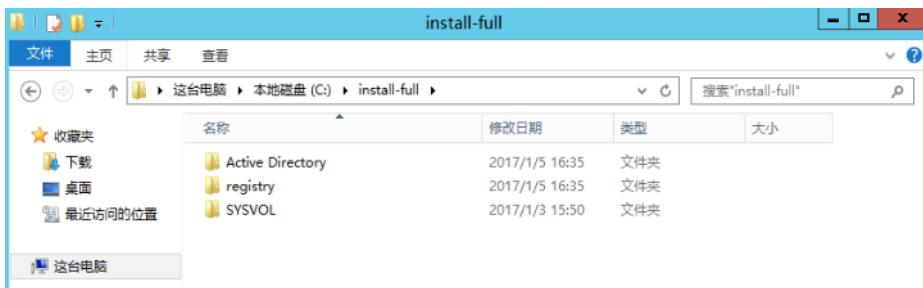 install-full
文件 主页 共享 查看
这台电脑 本地磁盘 (C:) install-full 搜索"install-full"
名称 修改日期 类型 大小
收藏夹
下载
桌面
最近访问的位置
这台电脑
Active Directory 2017/1/5 16:35 文件夹
registry 2017/1/5 16:35 文件夹
SYSVOL 2017/1/3 15:50 文件夹